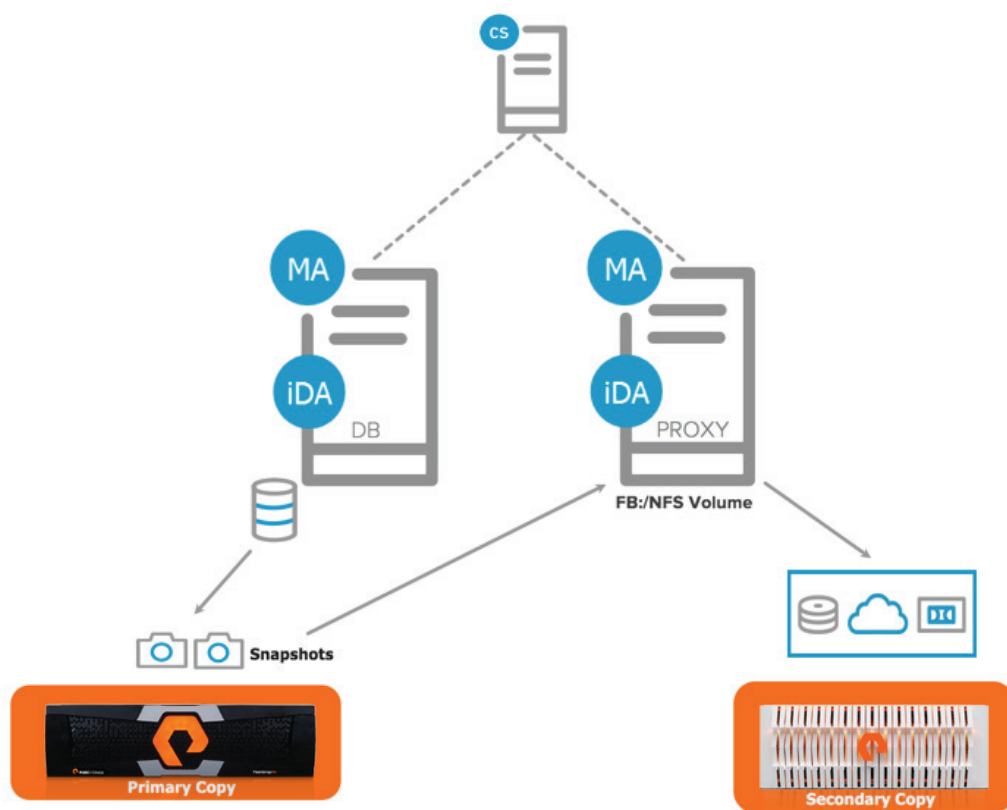 cs
MA
MA
iDA
iDA
DB
PROXY
FB:/NFS Volume
Snapshots
Primary Copy
Secondary Copy